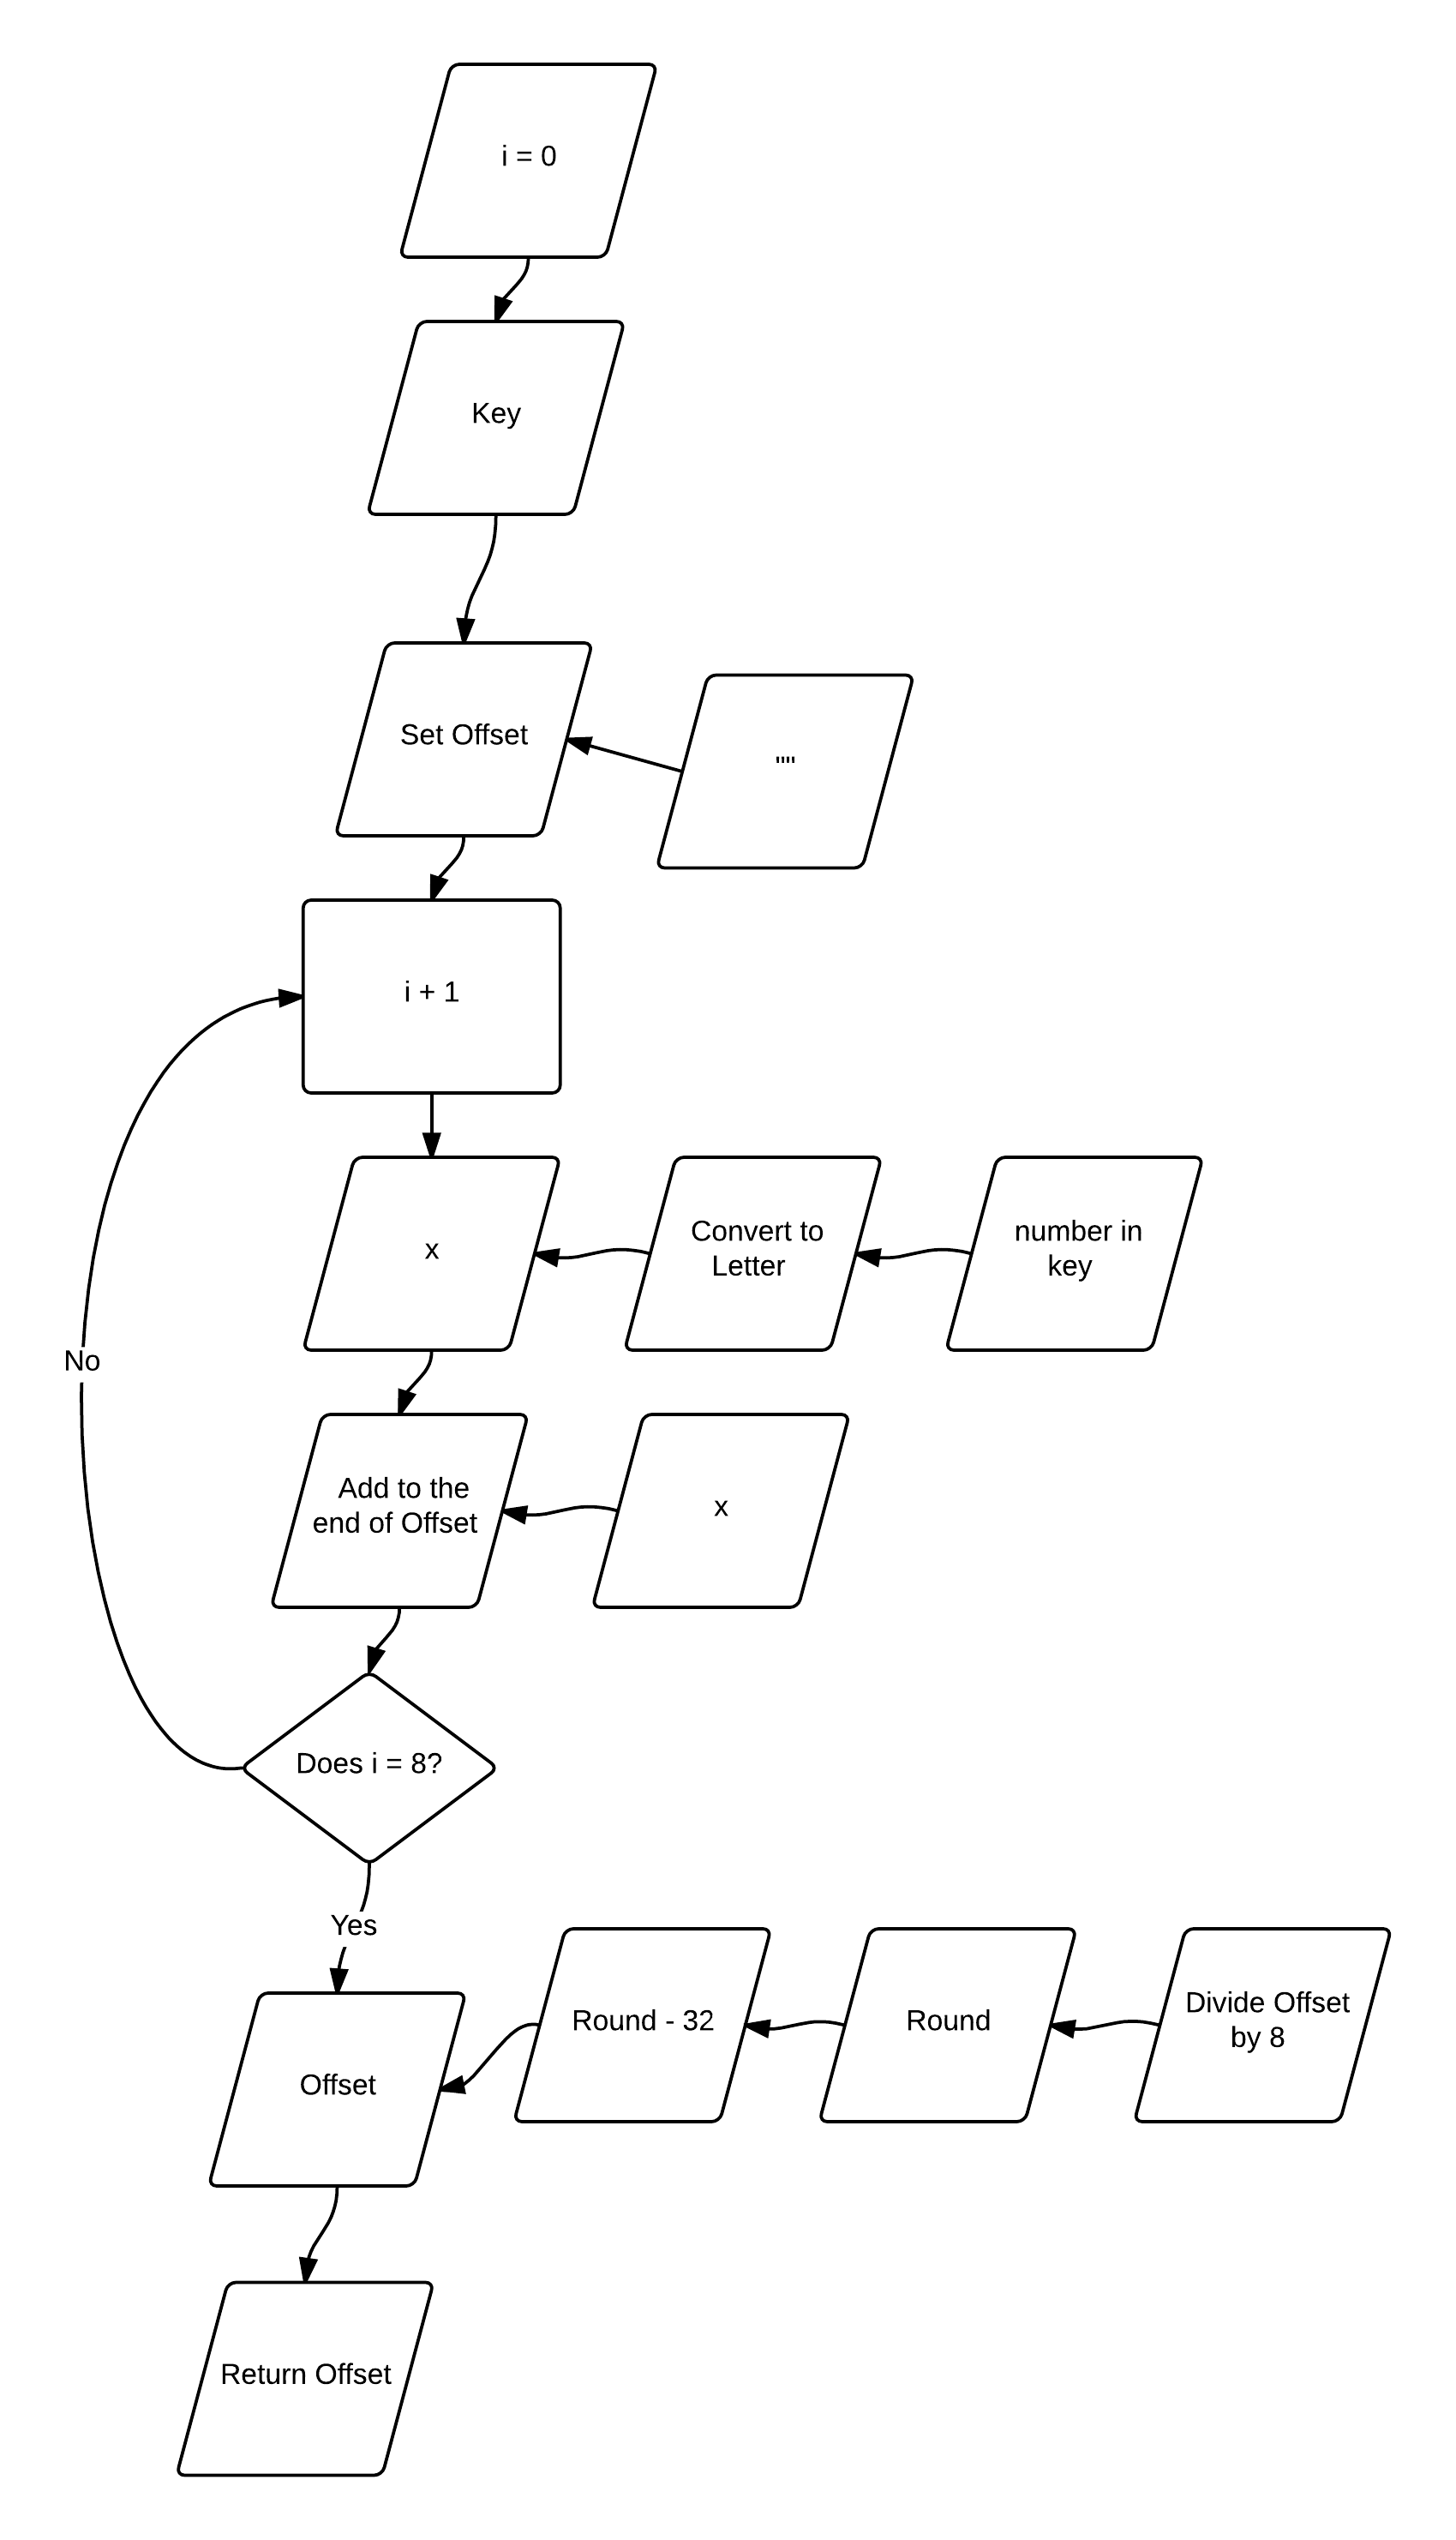 i = 0
Key
Set Offset
""
i + 1
x
Convert to
Letter
number in
key
No
Add to the
end of Offset
x
Does i = 8?
Yes
Offset
Round - 32
Round
Divide Offset
by 8
Return Offset